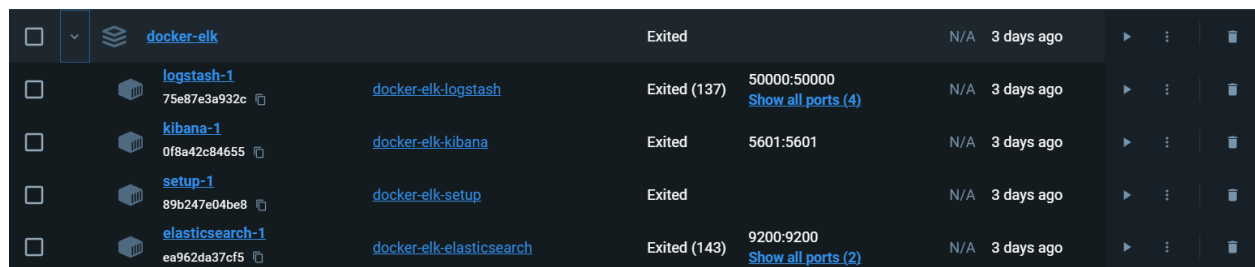 docker-elk Exited N/A 3 days ago
logstash-1
75e87e3a932c
docker-elk-logstash Exited (137)
50000:50000
Show all ports (4)
N/A 3 days ago
kibana-1
0f8a42c84655
docker-elk-kibana Exited 5601:5601 N/A 3 days ago
setup-1
89b247e04be8
docker-elk-setup Exited N/A 3 days ago
elasticsearch-1
ea962da37cf5
docker-elk-elasticsearch Exited (143)
9200:9200
Show all ports (2)
N/A 3 days ago